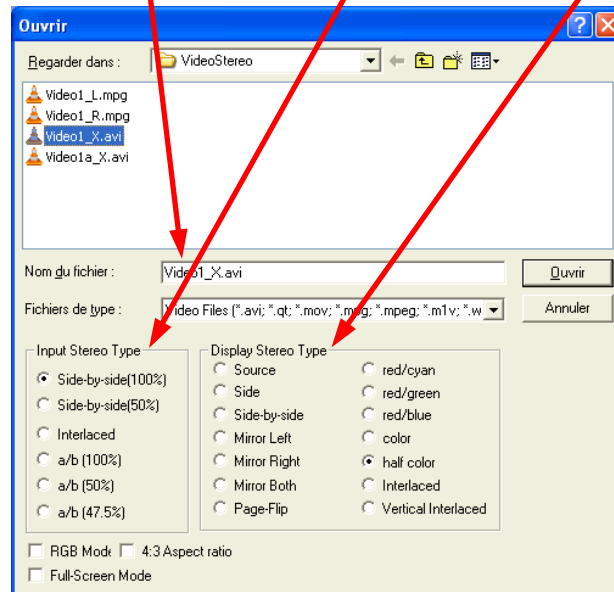 Ouvrir
Regarder dans : VideoStereo
Video1_L.mpg
Video1_R.mpg
Video1_X.avi
Video1a_X.avi
Nom du fichier : Video1_X.avi Ouvrir
Fichiers de type : Video Files (*.avi; *.qt; *.mov; *.mpg; *.mpeg; *.m1v; *.w Annuler
Input Stereo Type
Side-by-side(100%)
Side-by-side(50%)
Interlaced
a/b (100%)
a/b (50%)
a/b (47.5%)
Display Stereo Type
Source
Side
Side-by-side
Mirror Left
Mirror Right
Mirror Both
Page-Flip
red/cyan
red/green
red/blue
color
half color
Interlaced
Vertical Interlaced
RGB Mode 4:3 Aspect ratio
Full-Screen Mode